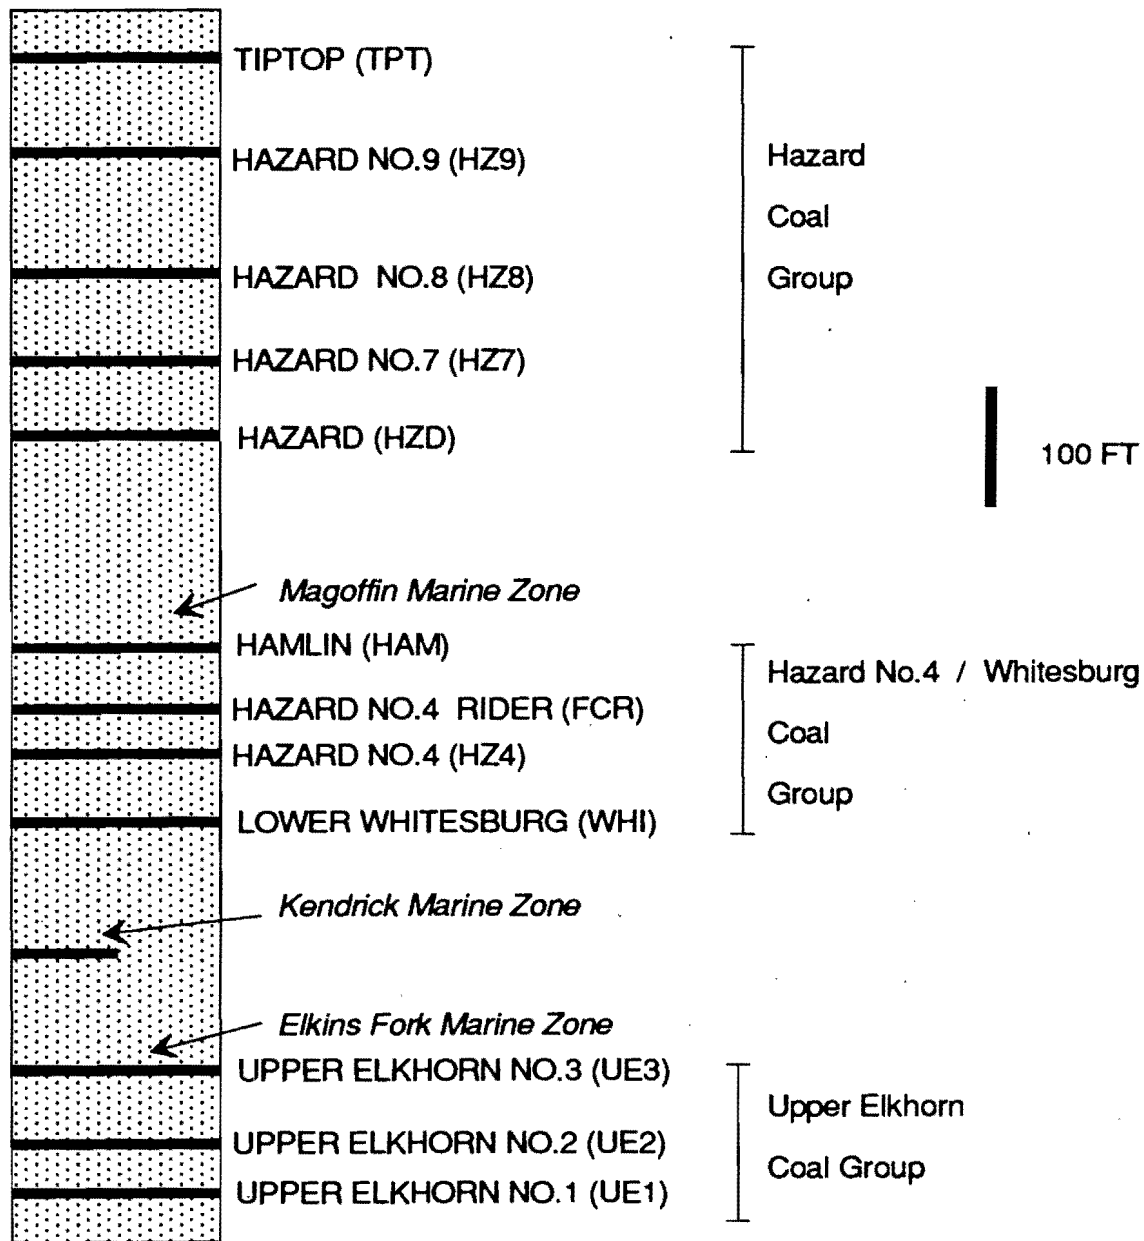 TIPTOP (TPT)
HAZARD NO.9 (HZ9)
HAZARD NO.8 (HZ8)
HAZARD NO.7 (HZ7)
HAZARD (HZD)
Magoffin Marine Zone
HAMLIN (HAM)
HAZARD NO.4 RIDER (FCR)
HAZARD NO.4 (HZ4)
LOWER WHITESBURG (WHI)
Kendrick Marine Zone
Elkins Fork Marine Zone
UPPER ELKHORN NO.3 (UE3)
UPPER ELKHORN NO.2 (UE2)
UPPER ELKHORN NO.1 (UE1)
Hazard
Coal
Group
100 FT
Hazard No.4 / Whitesburg
Coal
Group
Upper Elkhorn
Coal Group